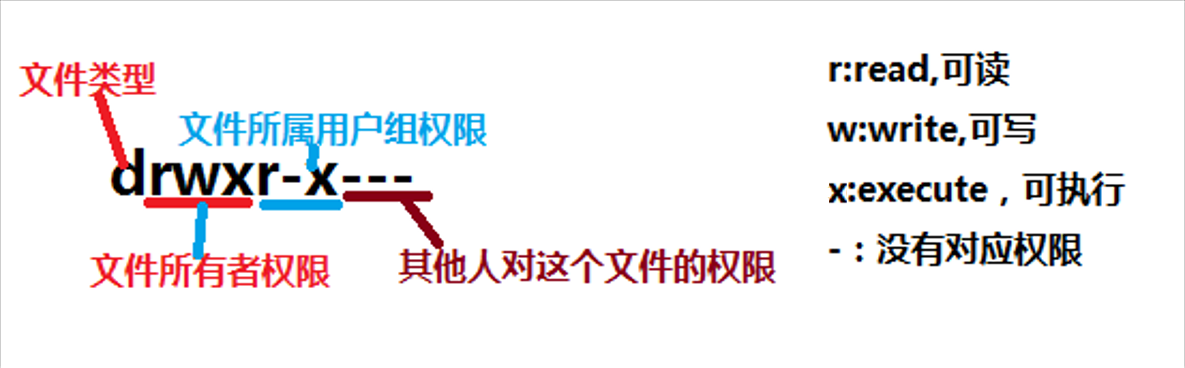 文件类型
文件所属用户组权限
drwxr-x---
文件所有者权限
其他人对这个文件的权限
r:read,可读
w:write,可写
x:execute，可执行
-：没有对应权限